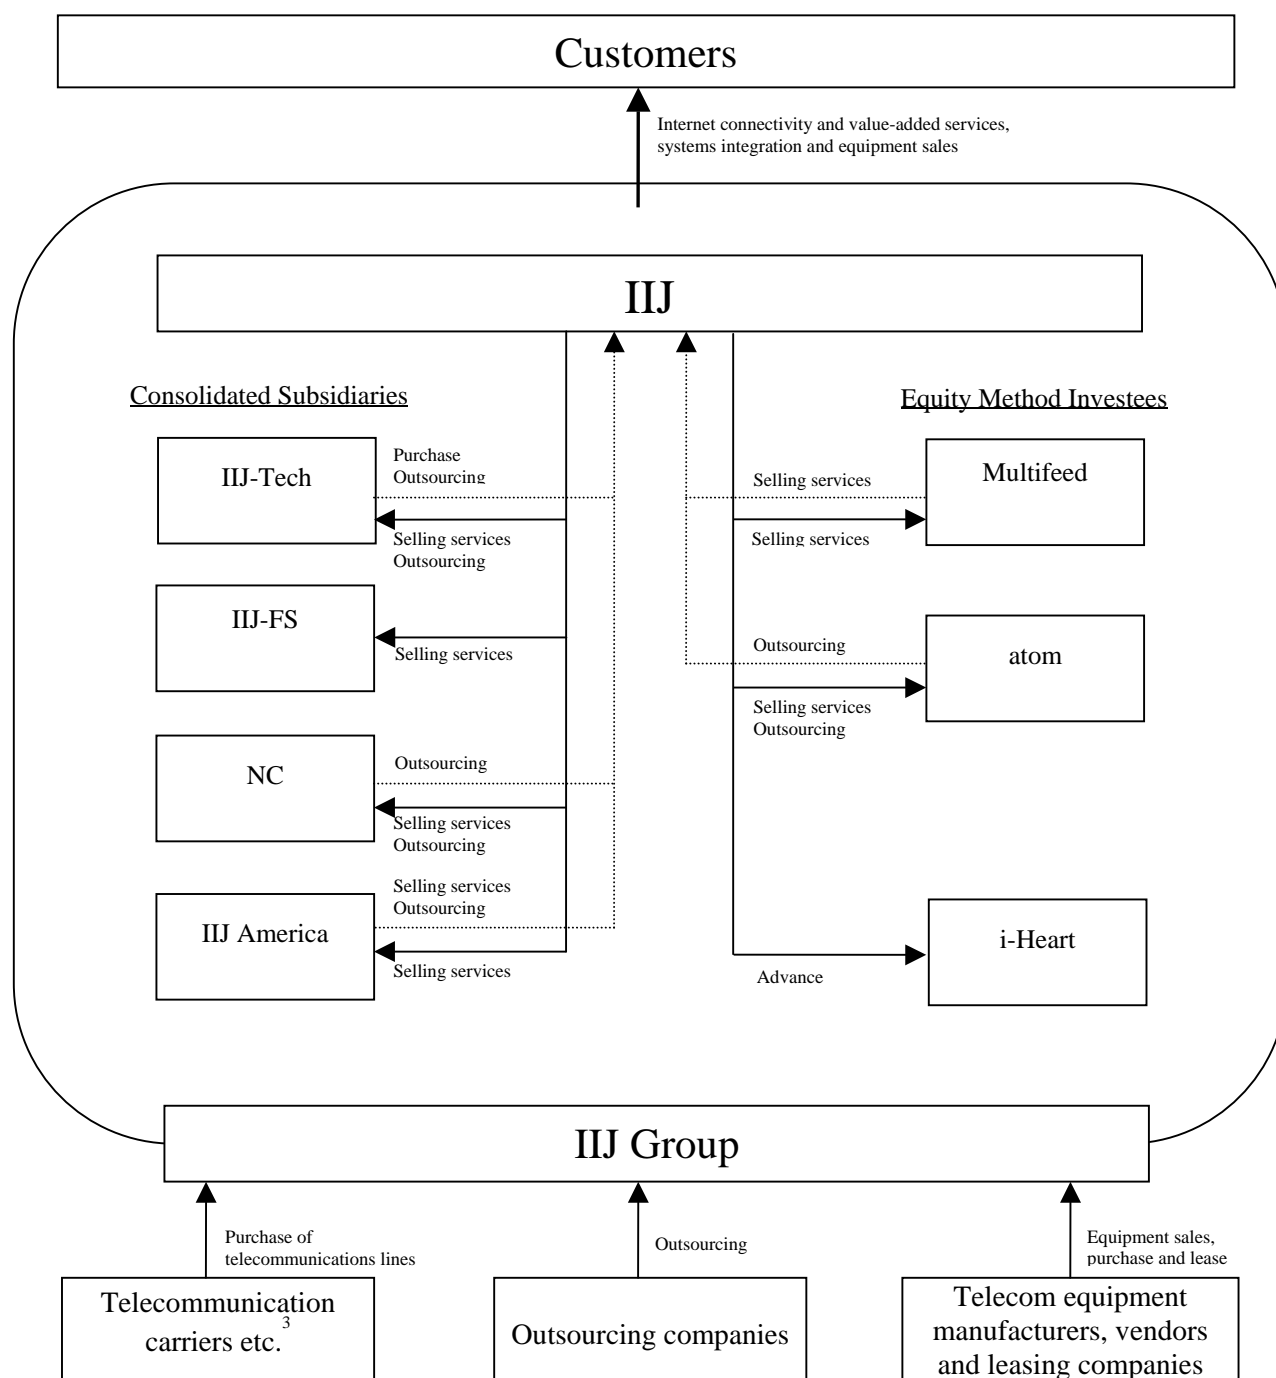 Customers
Internet connectivity and value-added services,
systems integration and equipment sales
IIJ
Consolidated Subsidiaries
Equity Method Investees
IIJ-Tech
Purchase
Outsourcing
Selling services
Outsourcing
Selling services
Selling services
Multifeed
IIJ-FS
Selling services
Outsourcing
Selling services
Outsourcing
atom
NC
Outsourcing
Selling services
Outsourcing
IIJ America
Selling services
Outsourcing
Selling services
Advance
i-Heart
IIJ Group
Purchase of
telecommunications lines
Outsourcing
Equipment sales,
purchase and lease
Telecommunication
carriers etc.3
Outsourcing companies
Telecom equipment
manufacturers, vendors
and leasing companies